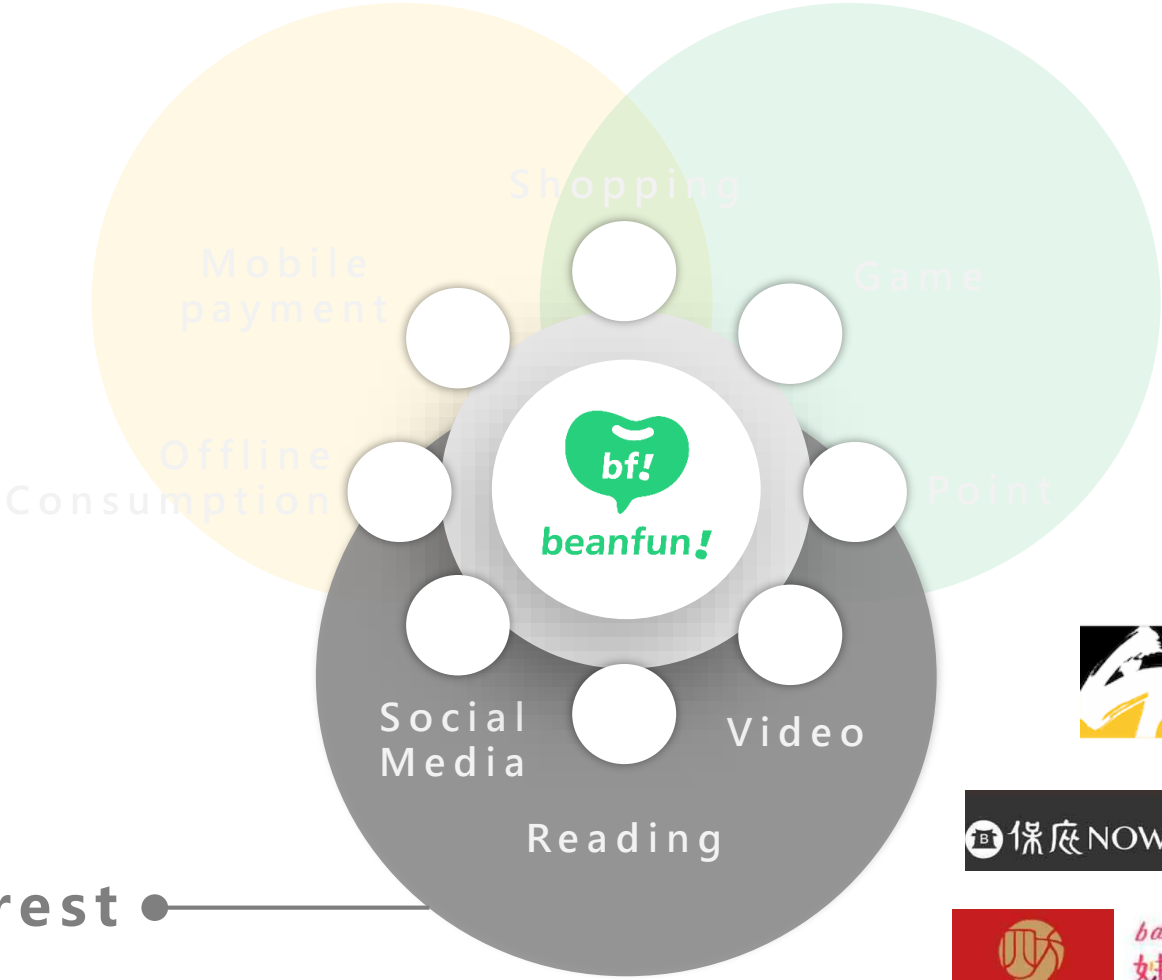 Shopping
Mobile
payment
Game
bf!
beanfun!
Offline
Consumption
Point
Social
Media
Video
Reading
保庇NOW
rest